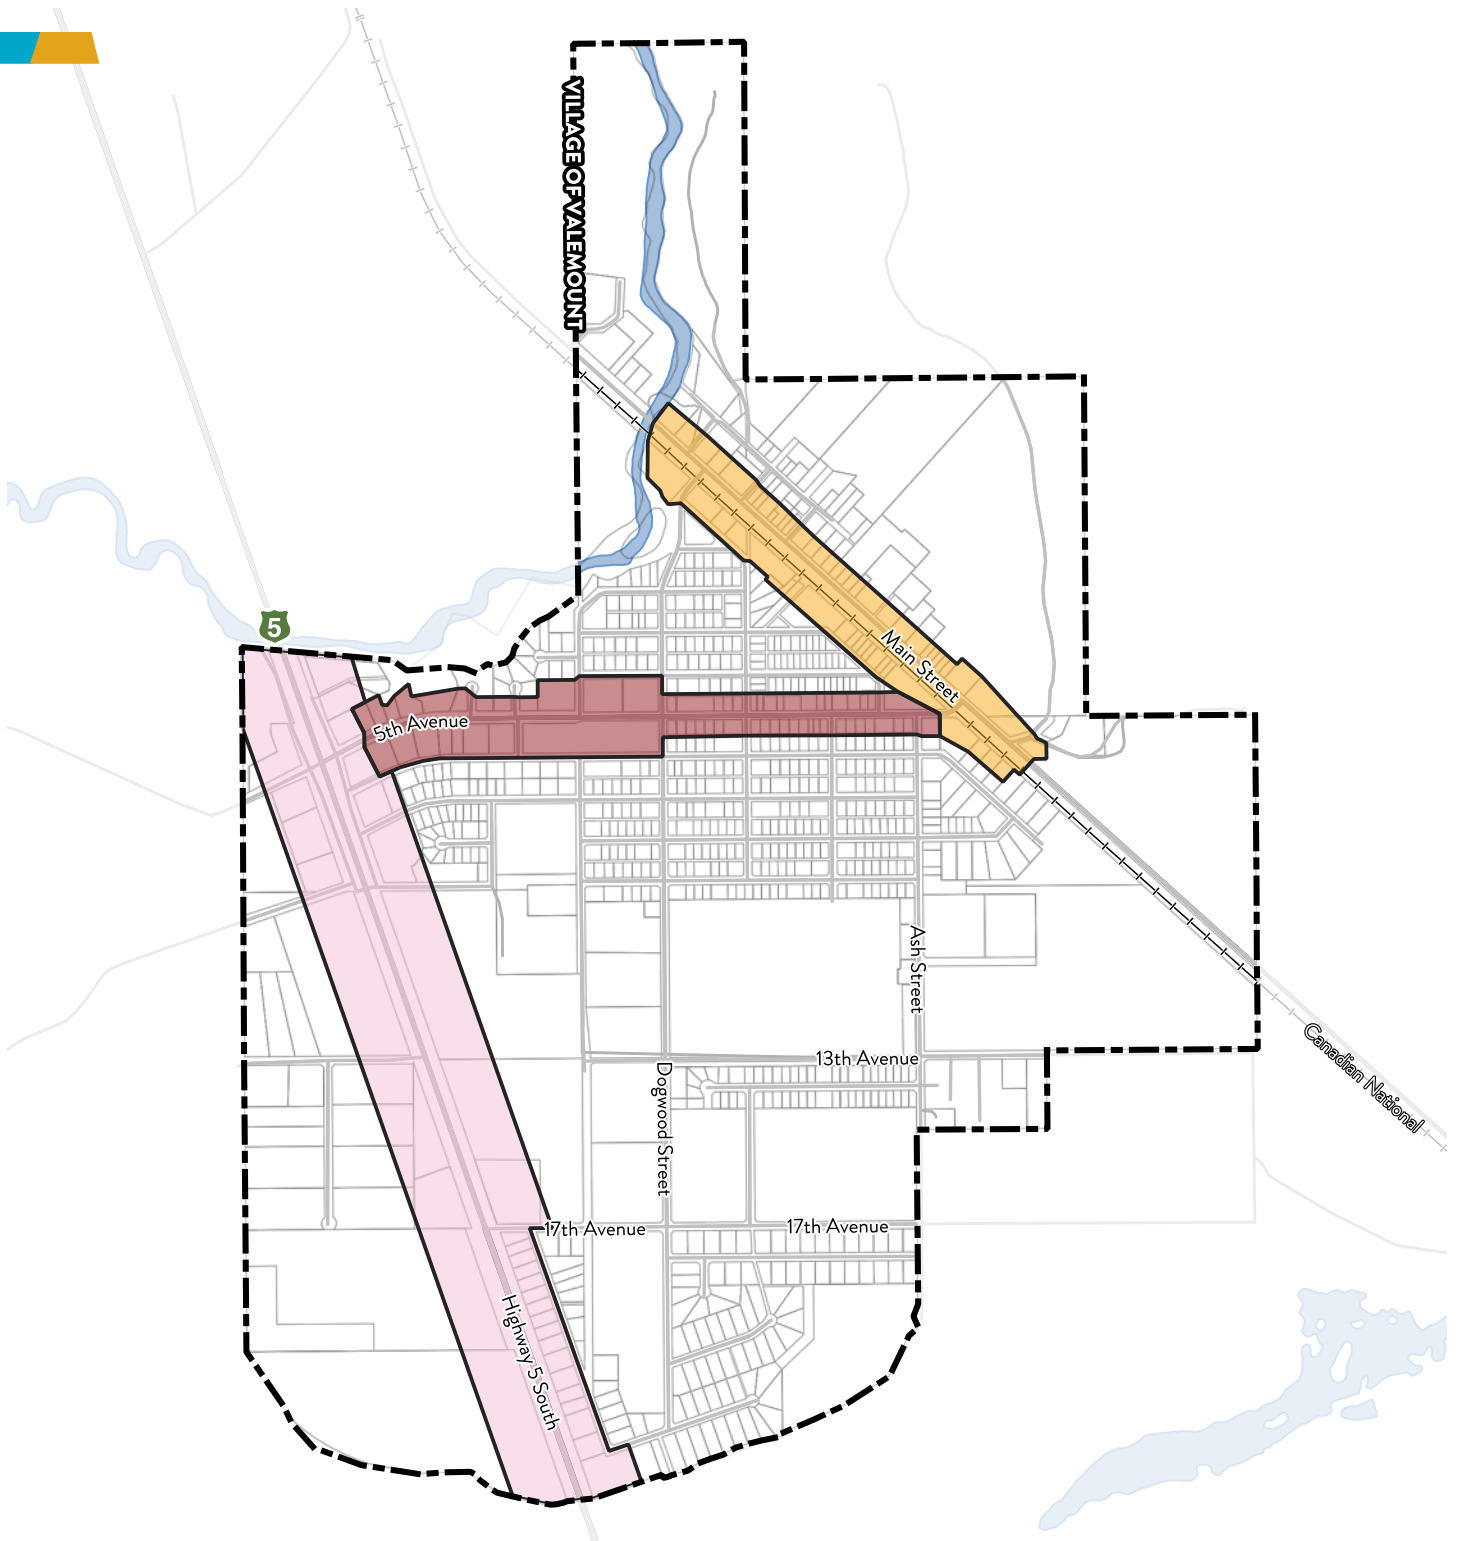 VILLAGE OF VALEMOUNT
5
Main Street
5th Avenue
Ash Street
Canadian National
13th Avenue
Dogwood Street
17th Avenue
17th Avenue
Highway 5 South